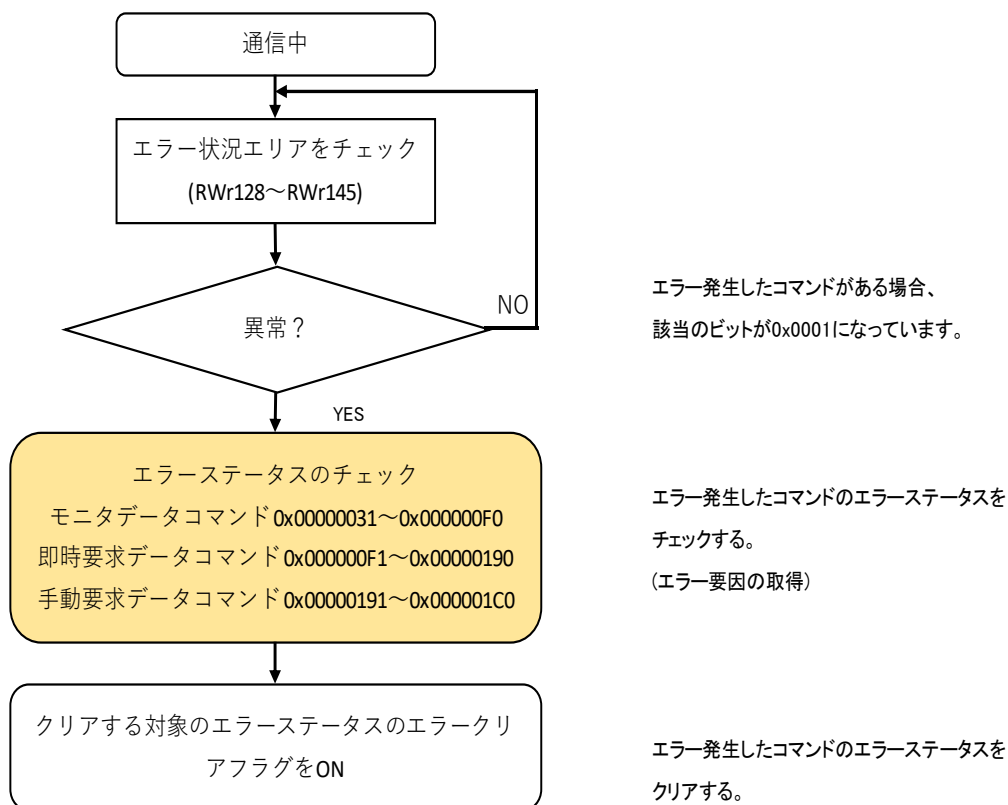 通信中
エラー状況エリアをチェック
(RWr128～RWr145)
異常？
NO
エラー発生したコマンドがある場合、
該当のビットが0x0001になっています。
YES
エラーステータスのチェック
モニタデータコマンド0x00000031～0x000000F0
即時要求データコマンド0x000000F1～0x00000190
手動要求データコマンド0x00000191～0x000001C0
エラー発生したコマンドのエラーステータスを
チェックする。
(エラー要因の取得)
クリアする対象のエラーステータスのエラークリ
アフラグをON
エラー発生したコマンドのエラーステータスを
クリアする。